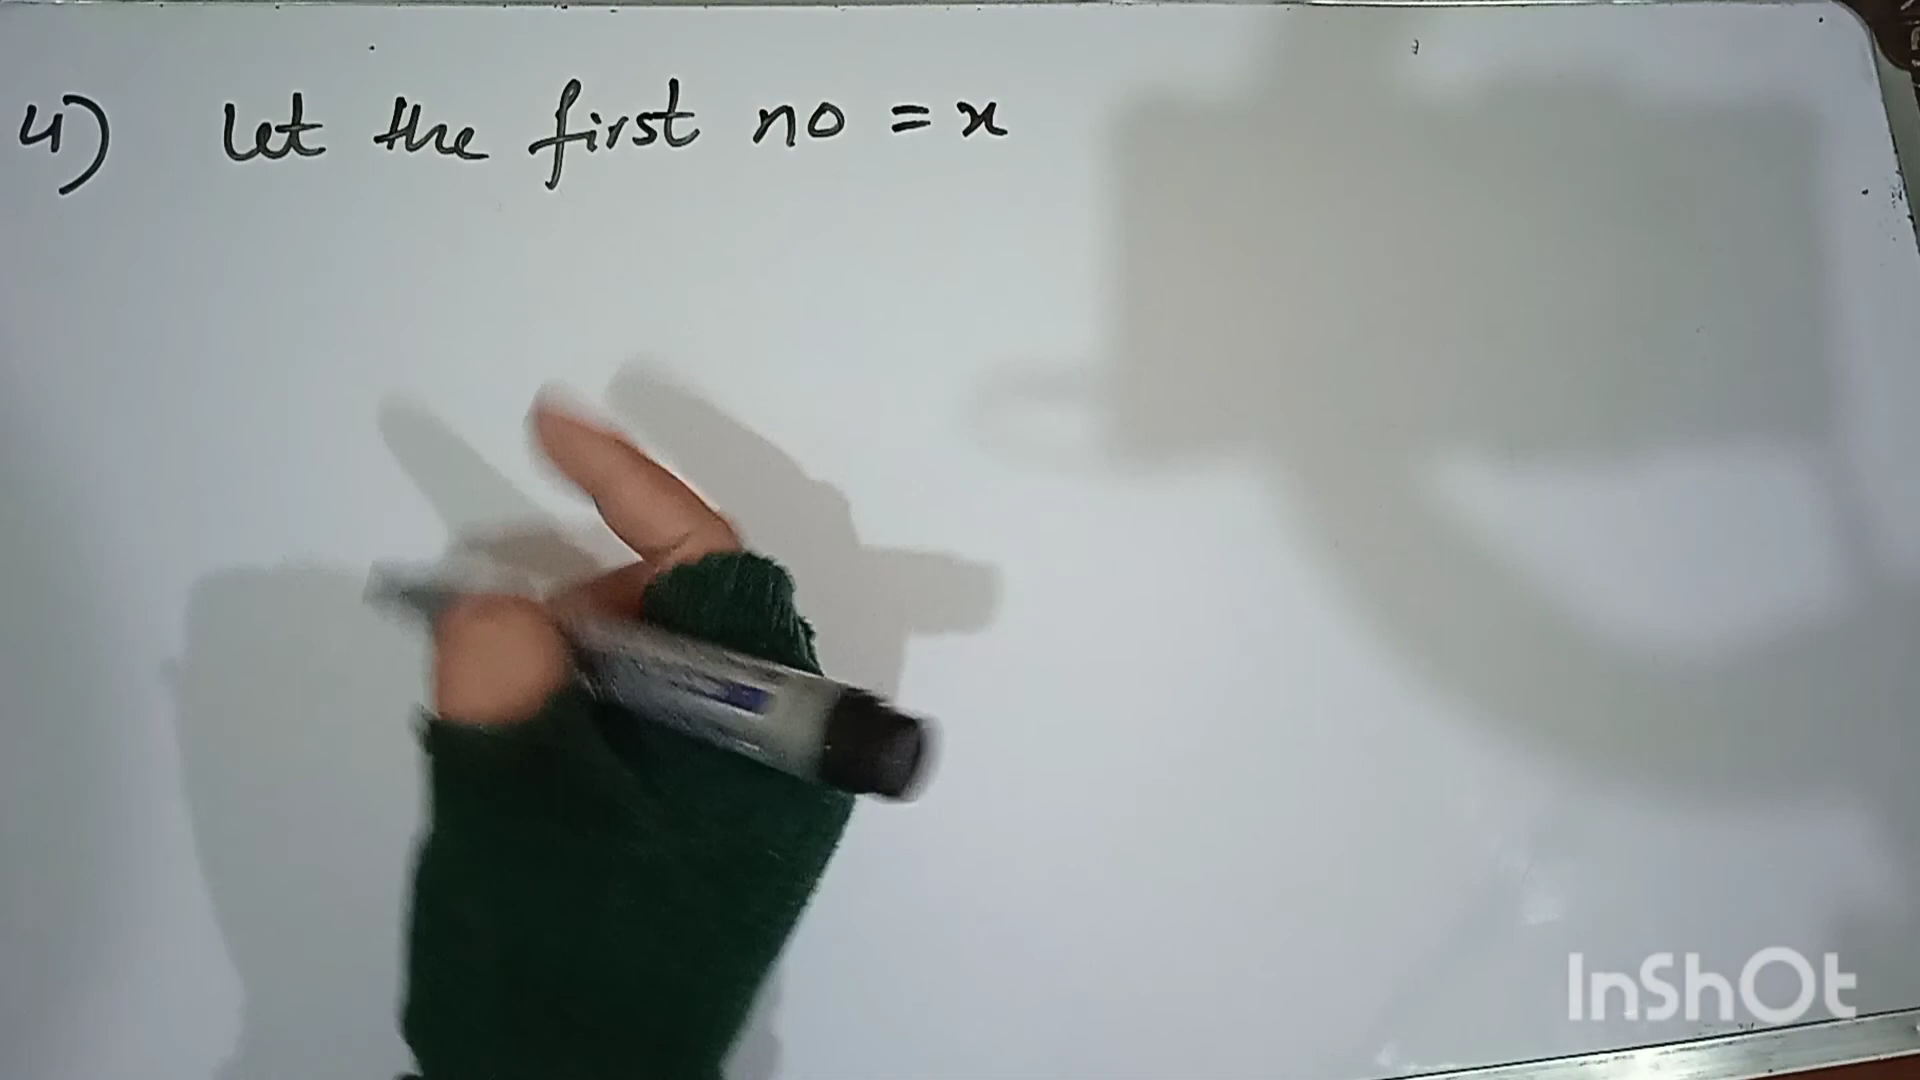 4) Let the first no = x
InShOt